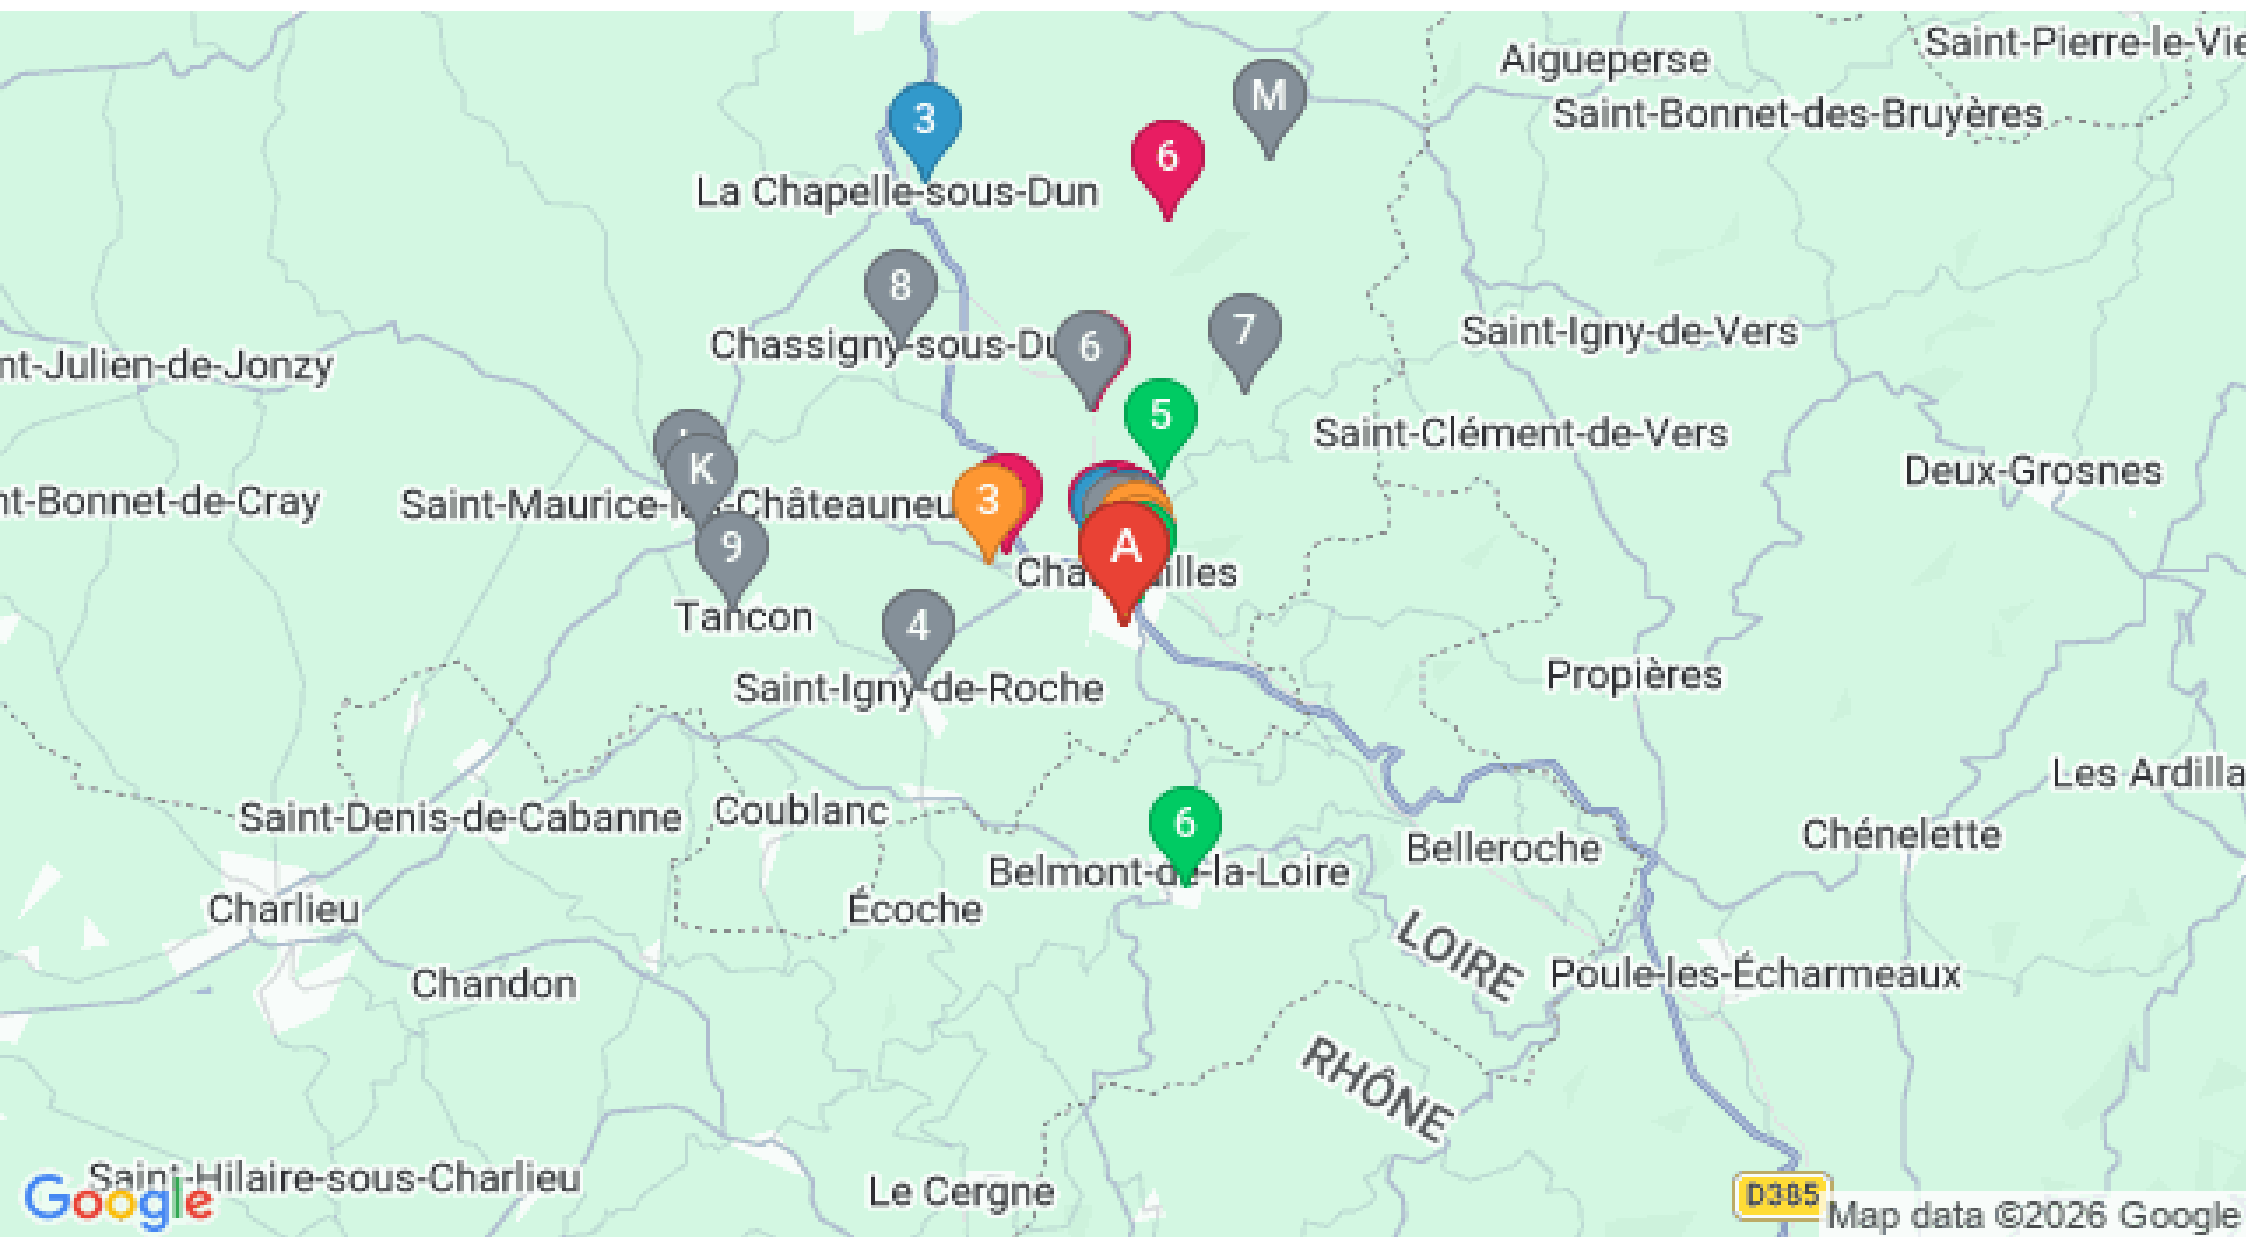 Saint-Pierre-le-Vie
Aigueperse
M
Saint-Bonnet-des-Bruyères
3
6
La Chapelle-sous-Dun
8
7
Saint-Igny-de-Vers
Chassigny-sous-Du
6
nt-Julien-de-Jonzy
5
Saint-Clément-de-Vers
K
Deux-Grosnes
nt-Bonnet-de-Cray
Saint-Maurice-l
-Châteauneu
3
9
A
Cha
illes
Tancon
4
Propières
Saint-Igny-de-Roche
Les Ardilla
Saint-Denis-de-Cabanne
Coublanc
6
Chénelette
Belleroche
Belmont-de-la-Loire
Charlieu
Écoche
LOIRE
Chandon
Poule-les-Écharmeaux
RHÔNE
Saint-Hilaire-sous-Charlieu
Google
Le Cergne
D385
Map data ©2026 Google